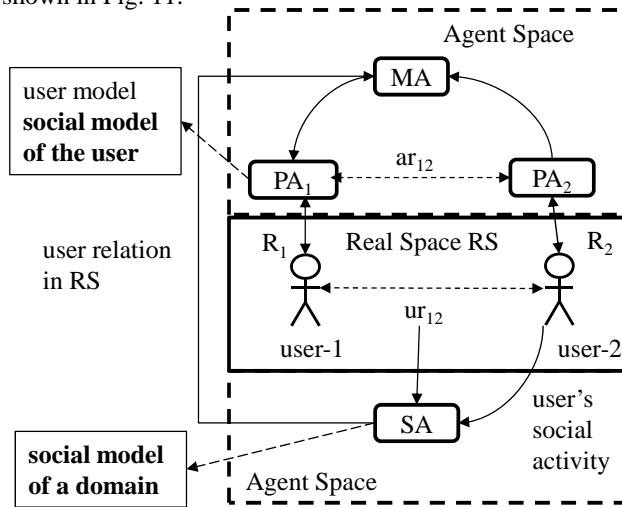 shown in Fig. 11.
Agent Space
MA
user model
social model
of the user
PA1
ar12
PA2
R1
Real Space RS
R2
user relation
in RS
ur12
user-1
user-2
SA
user's
social
activity
social model
of a domain
Agent Space